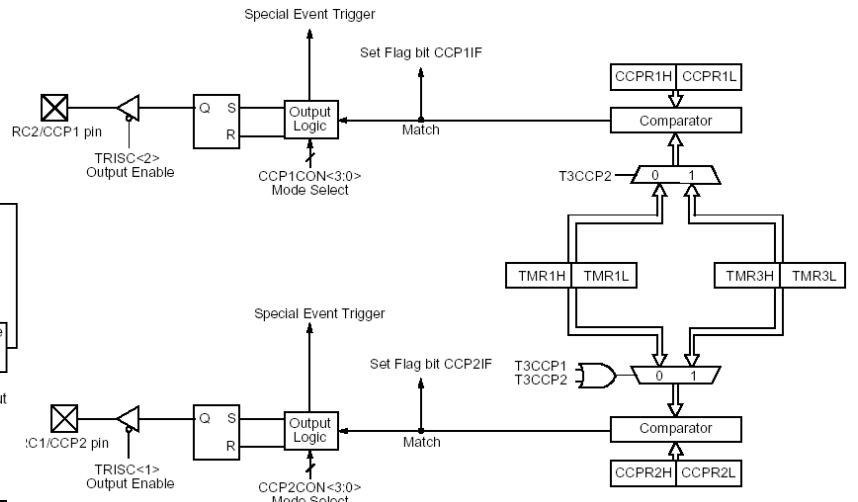 Special Event Trigger
Set Flag bit CCP1IF
CCPR1H CCPR1L
Q S
R
Output
Logic
Comparator
RC2/CCP1 pin
Match
TRISC<2>
Output Enable
CCP1CON<3:0>
Mode Select
T3CCP2
0 1
TMR1H TMR1L
TMR3H TMR3L
Special Event Trigger
Set Flag bit CCP2IF
T3CCP1
T3CCP2
0 1
Q S
R
Output
Logic
Comparator
:C1/CCP2 pin
Match
TRISC<1>
Output Enable
CCP2CON<3:0>
Mode Select
CCPR2H CCPR2L